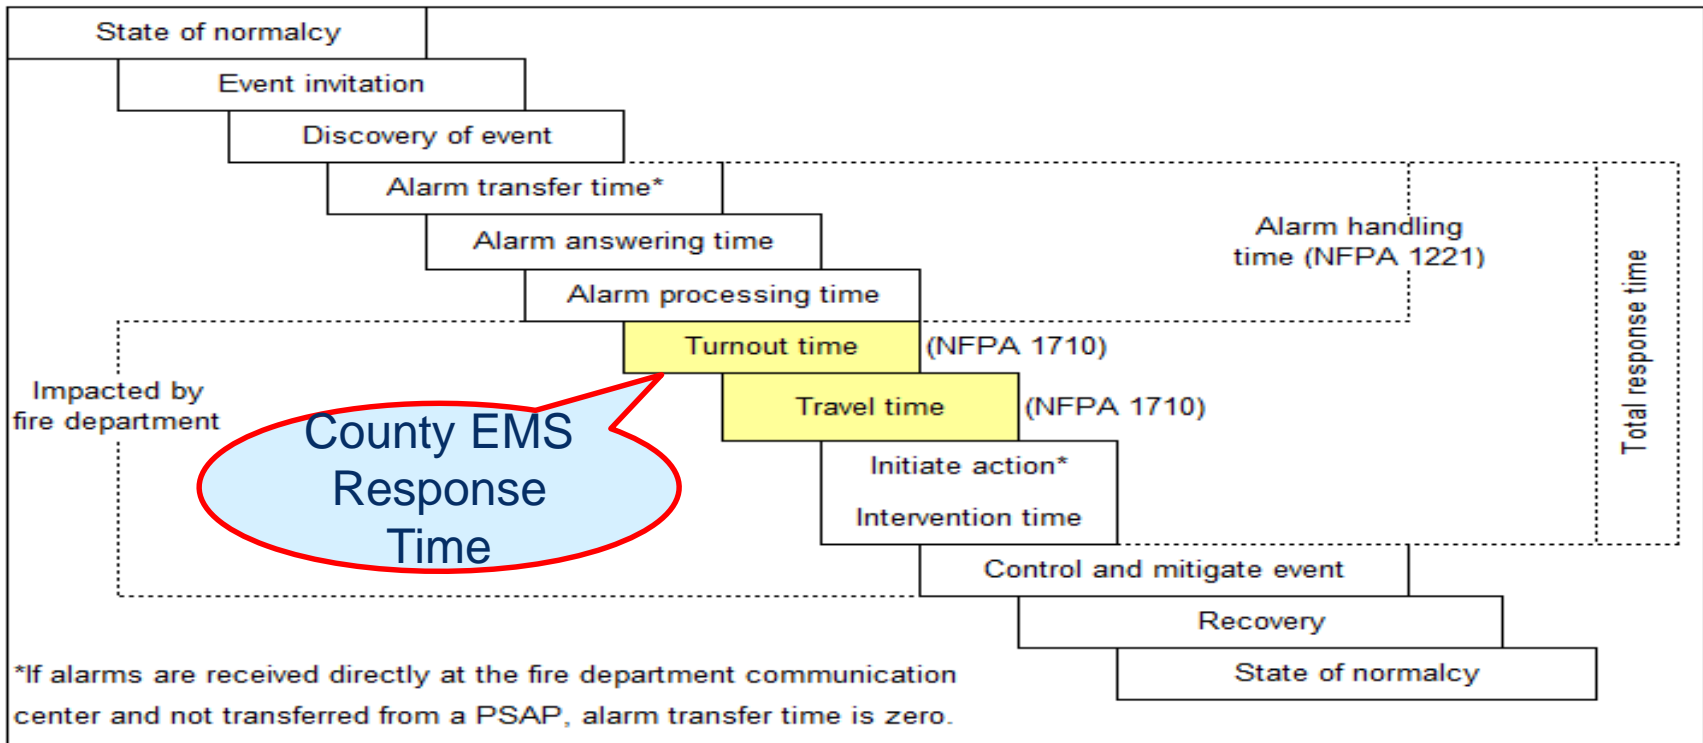 State of normalcy
Event invitation
Discovery of event
Alarm transfer time*
Alarm answering time
Alarm handling
time (NFPA 1221)
Alarm processing time
Total response time
Turnout time
(NFPA 1710)
Impacted by
fire department
Travel time
(NFPA 1710)
County EMS
Response
Time
Initiate action*
Intervention time
Control and mitigate event
Recovery
State of normalcy
*If alarms are received directly at the fire department communication
center and not transferred from a PSAP, alarm transfer time is zero.